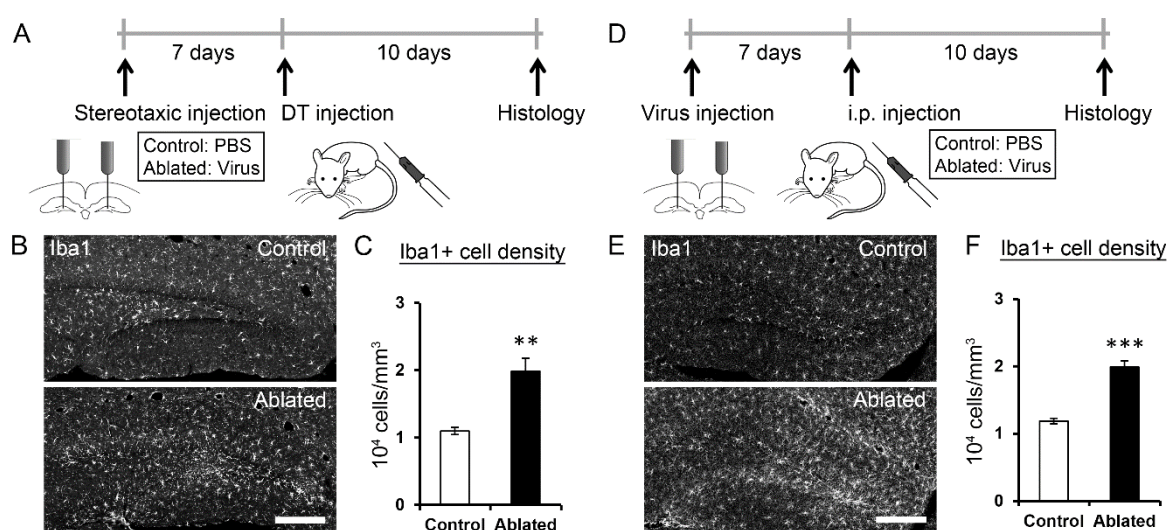 A
7 days
10 days
Stereotaxic injection
DT injection
Histology
Control: PBS
Ablated: Virus
B
Iba1
Control
Ablated
C
Iba1+ cell density
10⁴ cells/mm³
3
2
1
0
**
Control
Ablated
D
7 days
10 days
Virus injection
i.p. injection
Histology
Control: PBS
Ablated: Virus
E
Iba1
Control
Ablated
F
Iba1+ cell density
10⁴ cells/mm³
3
2
1
0
***
Control
Ablated